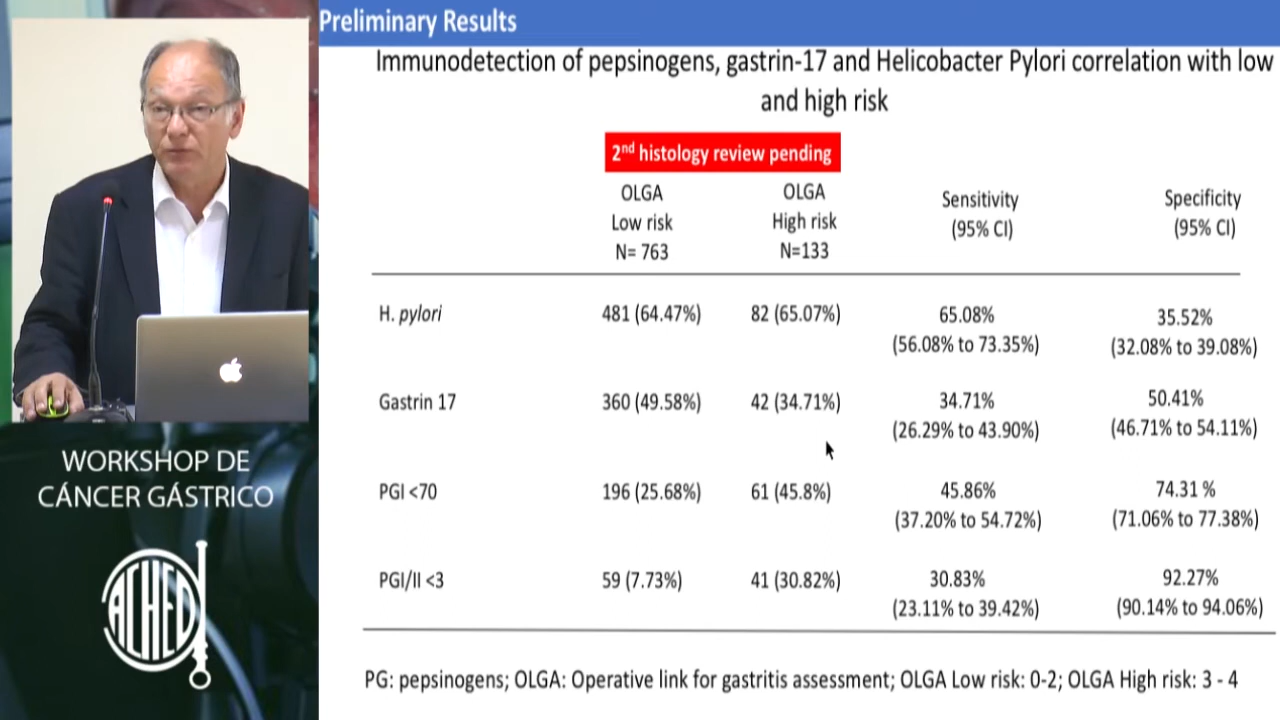 Preliminary Results
Immunodetection of pepsinogens, gastrin-17 and Helicobacter Pylori correlation with low
and high risk
2nd histology review pending
OLGA
Low risk
N= 763
OLGA
High risk
N=133
Sensitivity
(95% CI)
Specificity
(95% CI)
H. pylori
481 (64.47%)
82 (65.07%)
65.08%
(56.08% to 73.35%)
35.52%
(32.08% to 39.08%)
Gastrin 17
360 (49.58%)
42 (34.71%)
34.71%
(26.29% to 43.90%)
50.41%
(46.71% to 54.11%)
PGI <70
196 (25.68%)
61 (45.8%)
45.86%
(37.20% to 54.72%)
74.31 %
(71.06% to 77.38%)
PGI/II <3
59 (7.73%)
41 (30.82%)
30.83%
(23.11% to 39.42%)
92.27%
(90.14% to 94.06%)
PG: pepsinogens; OLGA: Operative link for gastritis assessment; OLGA Low risk: 0-2; OLGA High risk: 3 - 4
WORKSHOP DE
CÁNCER GÁSTRICO
ACHED